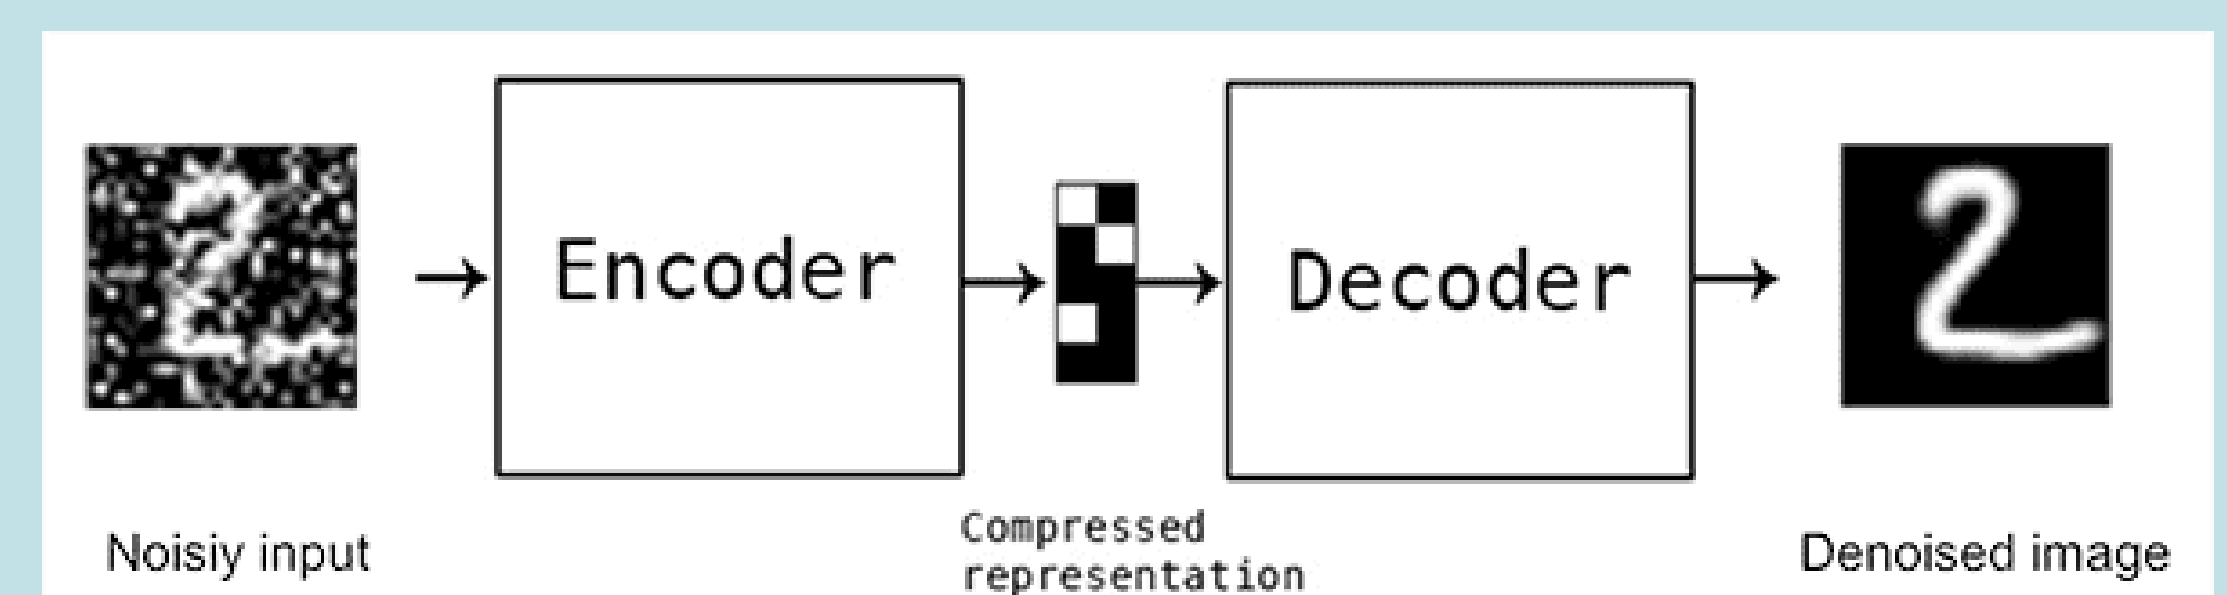 Encoder
Decoder
Noisiy input
Compressed
representation
Denoised image